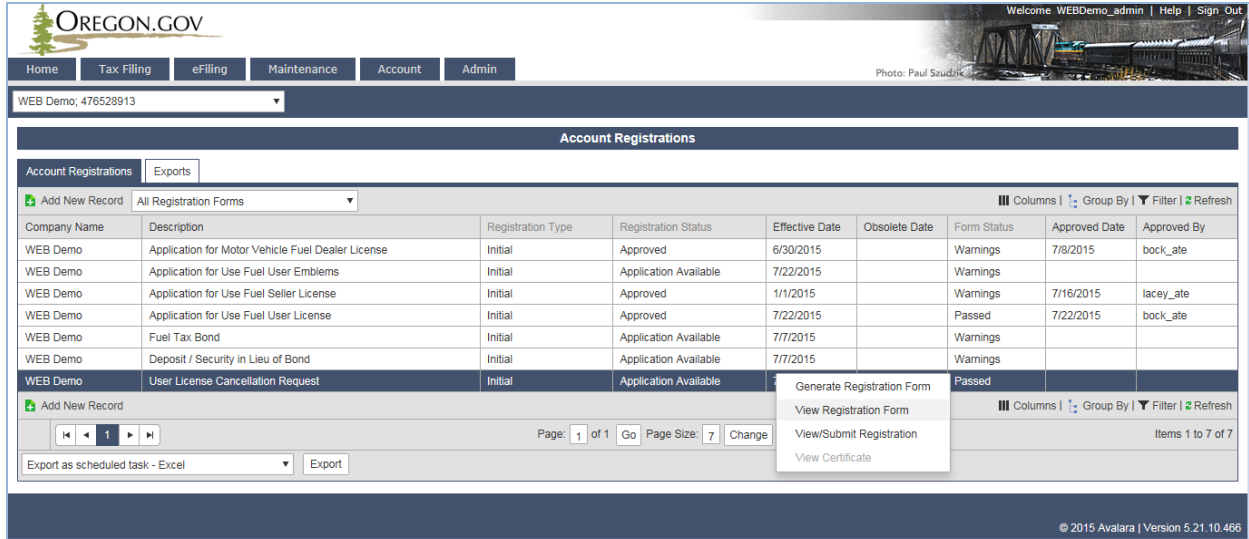 Welcome WEBDemo_admin | Help | Sign Out
OREGON.GOV
Home Tax Filing eFiling Maintenance Account Admin
Photo: Paul Szudzik
WEB Demo; 476528913
Account Registrations
Account Registrations Exports
Add New Record All Registration Forms Columns | Group By | Filter | Refresh
Company Name Description Registration Type Registration Status Effective Date Obsolete Date Form Status Approved Date Approved By
WEB Demo Application for Motor Vehicle Fuel Dealer License Initial Approved 6/30/2015 Warnings 7/8/2015 bock_ate
WEB Demo Application for Use Fuel User Emblems Initial Application Available 7/22/2015 Warnings
WEB Demo Application for Use Fuel Seller License Initial Approved 1/1/2015 Warnings 7/16/2015 lacey_ate
WEB Demo Application for Use Fuel User License Initial Approved 7/22/2015 Passed 7/22/2015 bock_ate
WEB Demo Fuel Tax Bond Initial Application Available 7/7/2015 Warnings
WEB Demo Deposit / Security in Lieu of Bond Initial Application Available 7/7/2015 Warnings
WEB Demo User License Cancellation Request Initial Application Available Passed
Generate Registration Form
View Registration Form
View/Submit Registration
View Certificate
Add New Record Columns | Group By | Filter | Refresh
1 Page: 1 of 1 Go Page Size: 7 Change Items 1 to 7 of 7
Export as scheduled task - Excel Export
© 2015 Avalara | Version 5.21.10.466